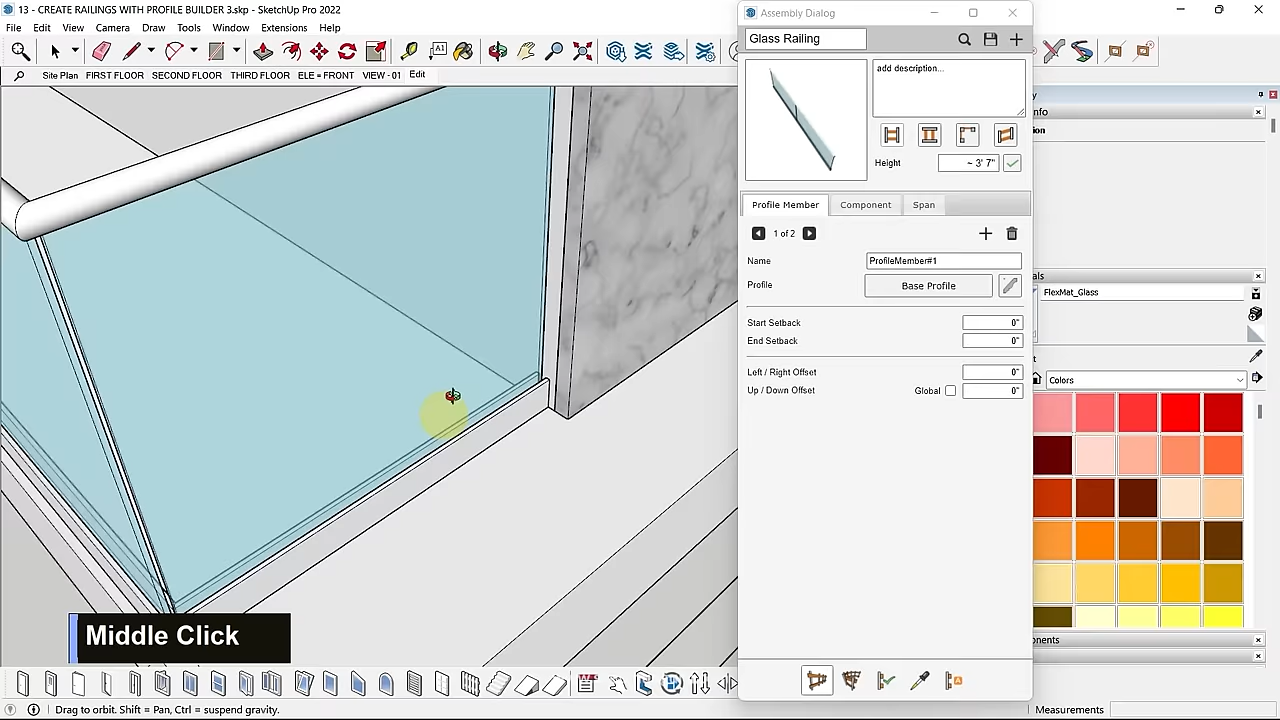 13 - CREATE RAILINGS WITH PROFILE BUILDER 3.skp - SketchUp Pro 2022
File Edit View Camera Draw Tools Window Extensions Help
Site Plan FIRST FLOOR SECOND FLOOR THIRD FLOOR ELE = FRONT VIEW - 01 Edit
Assembly Dialog
Glass Railing
add description...
Height ~ 3' 7"
Profile Member Component Span
1 of 2
Name ProfileMember#1
Profile Base Profile
Start Setback 0"
End Setback 0"
Left / Right Offset 0"
Up / Down Offset Global 0"
y
nfo
ion
als
FlexMat_Glass
t
Colors
onents
Middle Click
Drag to orbit. Shift = Pan, Ctrl = suspend gravity.
Measurements